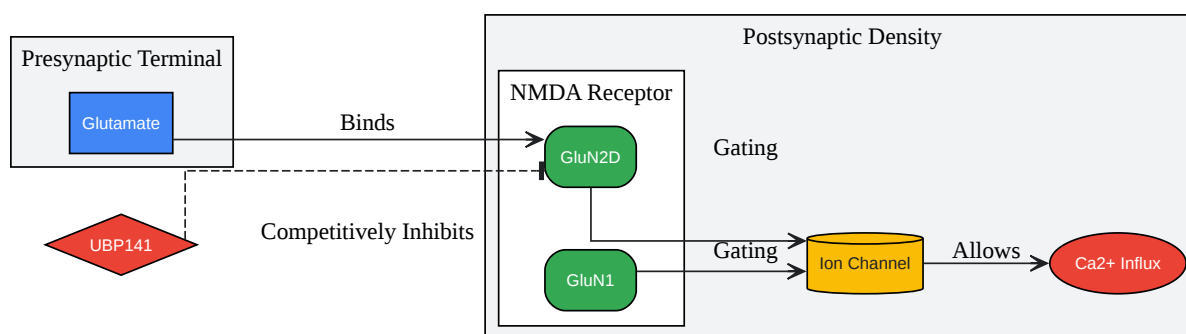 Postsynaptic Density
Presynaptic Terminal
NMDA Receptor
Glutamate
Binds
GluN2D
Gating
UBP141
Competitively Inhibits
Gating
GluN1
Ion Channel
Allows
Ca2+ Influx